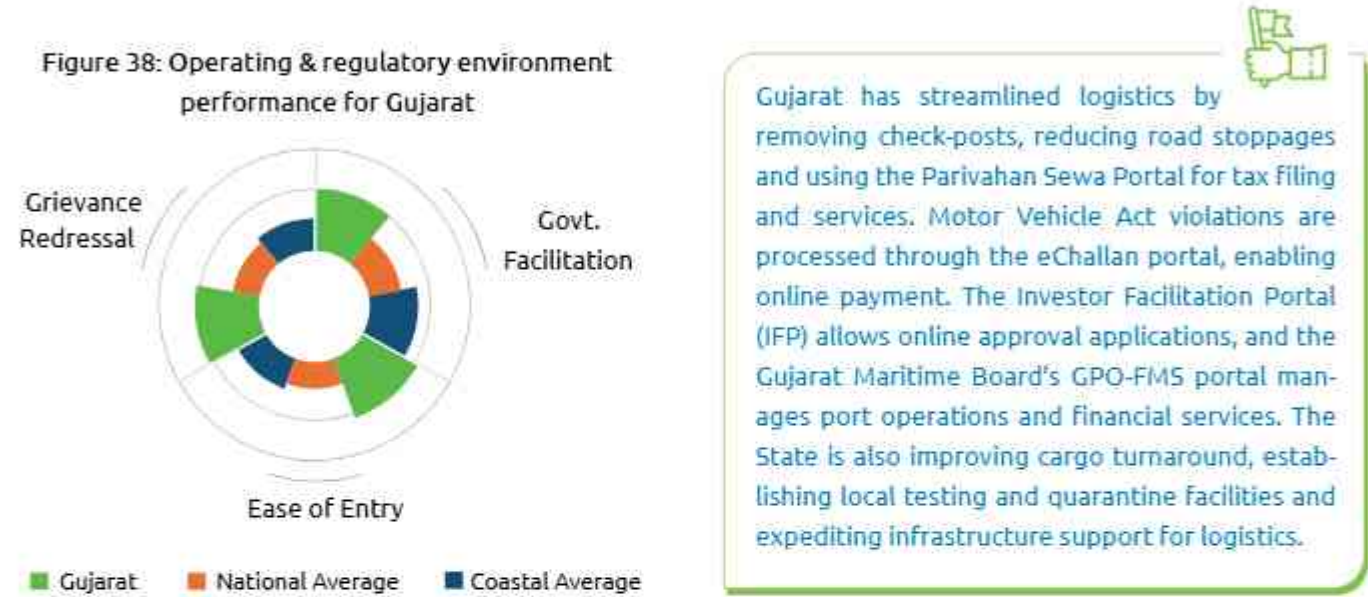 Figure 38: Operating & regulatory environment
performance for Gujarat
Grievance
Redressal
Govt.
Facilitation
Ease of Entry
Gujarat
National Average
Coastal Average
Gujarat has streamlined logistics by
removing check-posts, reducing road stoppages
and using the Parivahan Sewa Portal for tax filing
and services. Motor Vehicle Act violations are
processed through the eChallan portal, enabling
online payment. The Investor Facilitation Portal
(IFP) allows online approval applications, and the
Gujarat Maritime Board's GPO-FMS portal man-
ages port operations and financial services. The
State is also improving cargo turnaround, estab-
lishing local testing and quarantine facilities and
expediting infrastructure support for logistics.